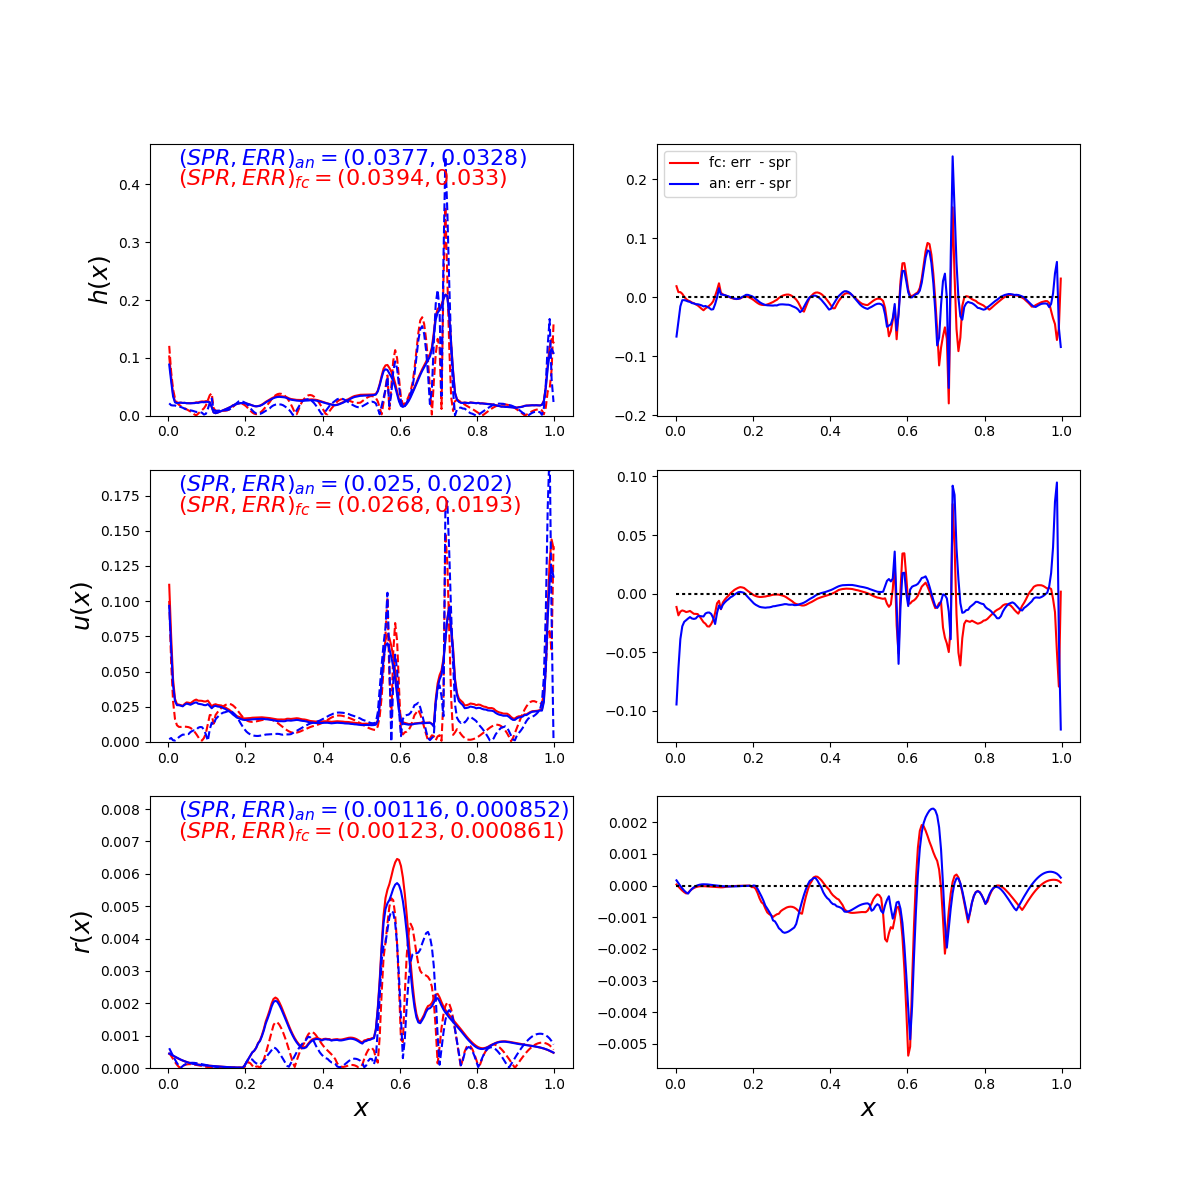 (SPR, ERR)an = (0.0377, 0.0328)
(SPR, ERR)fc = (0.0394, 0.033)
h(x)
0.4
0.3
0.2
0.1
0.0
0.0 0.2 0.4 0.6 0.8 1.0
fc: err - spr
an: err - spr
0.2
0.1
0.0
−0.1
−0.2
0.0 0.2 0.4 0.6 0.8 1.0
(SPR, ERR)an = (0.025, 0.0202)
(SPR, ERR)fc = (0.0268, 0.0193)
u(x)
0.175
0.150
0.125
0.100
0.075
0.050
0.025
0.000
0.0 0.2 0.4 0.6 0.8 1.0
0.10
0.05
0.00
−0.05
−0.10
0.0 0.2 0.4 0.6 0.8 1.0
(SPR, ERR)an = (0.00116, 0.000852)
(SPR, ERR)fc = (0.00123, 0.000861)
r(x)
0.008
0.007
0.006
0.005
0.004
0.003
0.002
0.001
0.000
0.0 0.2 0.4 0.6 0.8 1.0
x
0.002
0.001
0.000
−0.001
−0.002
−0.003
−0.004
−0.005
0.0 0.2 0.4 0.6 0.8 1.0
x